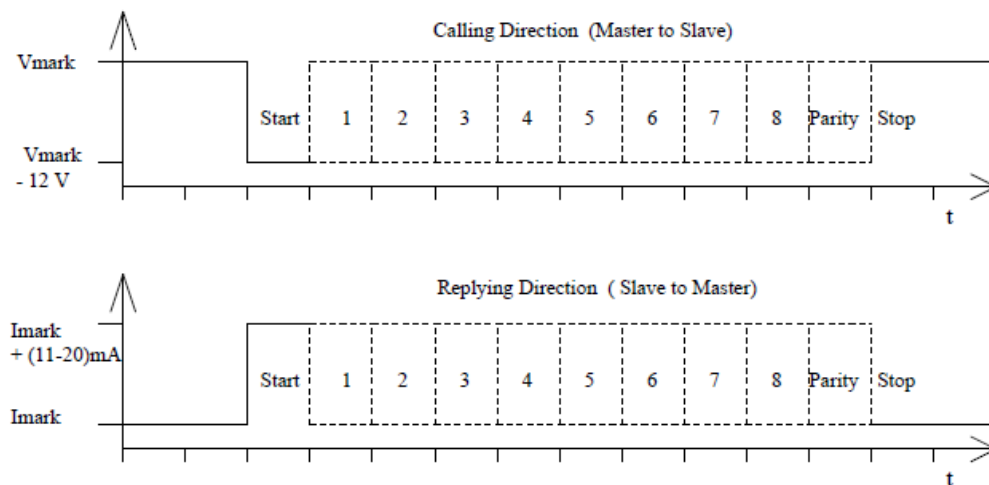 Calling Direction (Master to Slave)
Vmark
Start 1 2 3 4 5 6 7 8 Parity Stop
Vmark
- 12 V
t
Replying Direction ( Slave to Master)
Imark
+ (11-20)mA
Start 1 2 3 4 5 6 7 8 Parity Stop
Imark
t